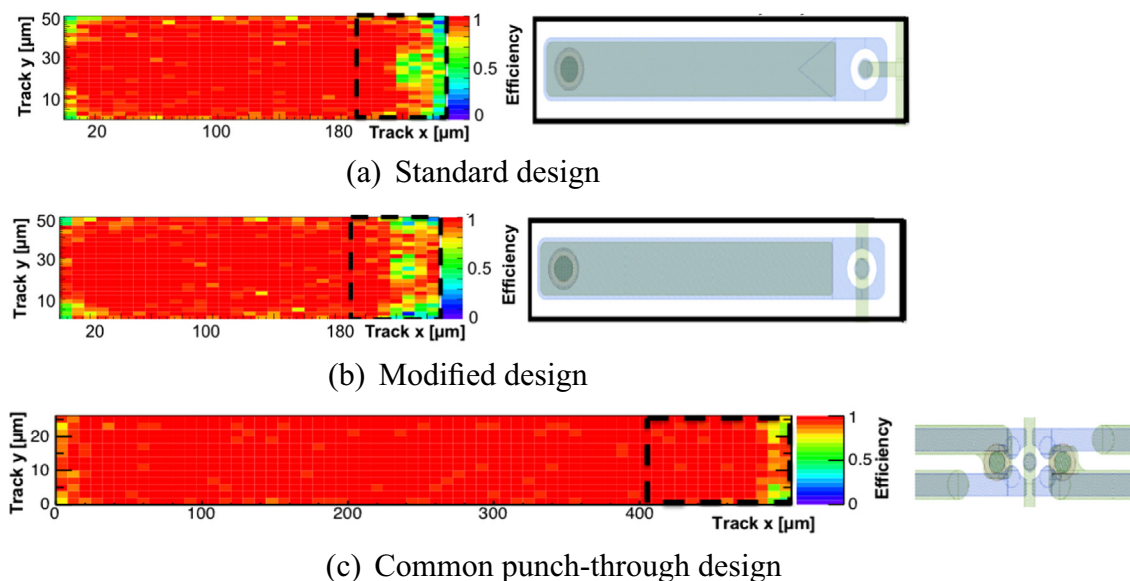 50
30
10
Track y [µm]
20
100
180
Track x [µm]
1
0.5
0
Efficiency
(a) Standard design
50
30
10
Track y [µm]
20
100
180
Track x [µm]
1
0.5
0
Efficiency
(b) Modified design
20
10
0
Track y [µm]
0
100
200
300
400
Track x [µm]
1
0.5
0
Efficiency
(c) Common punch-through design